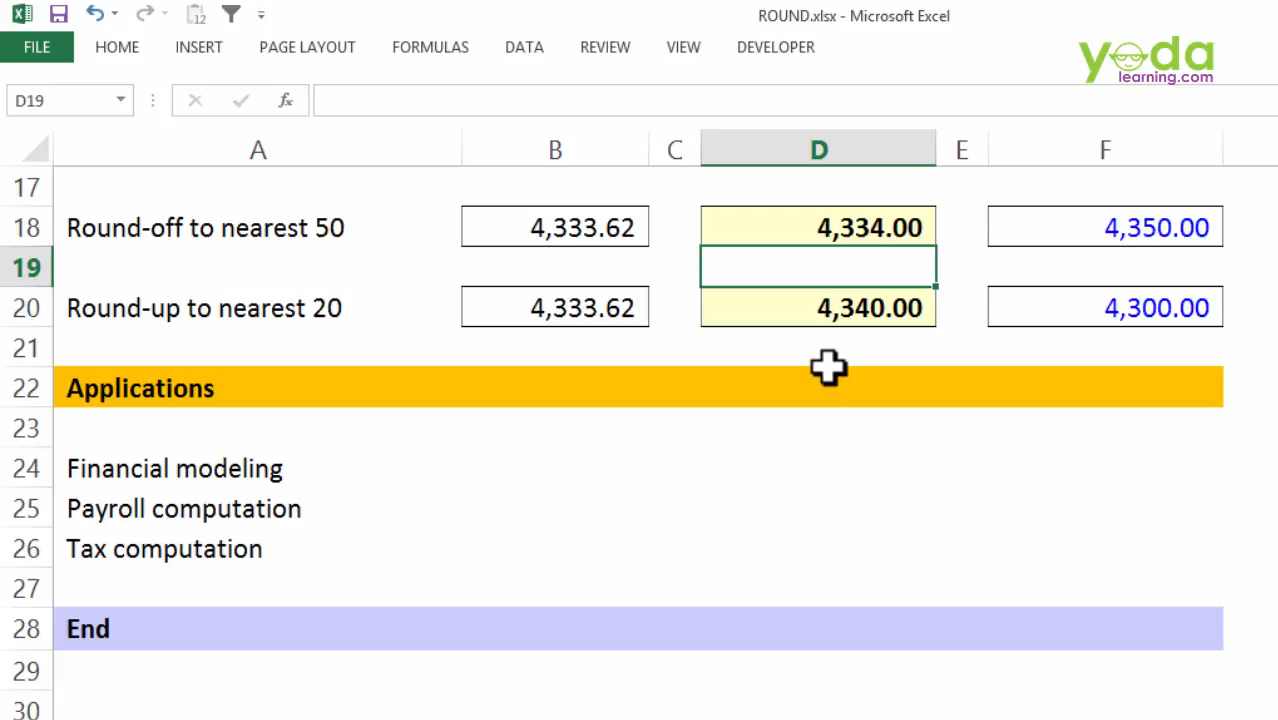 12
ROUND.xlsx - Microsoft Excel
FILE HOME INSERT PAGE LAYOUT FORMULAS DATA REVIEW VIEW DEVELOPER
yoda
learning.com
D19 fx
A B C D E F
17
18 Round-off to nearest 50 4,333.62 4,334.00 4,350.00
19
20 Round-up to nearest 20 4,333.62 4,340.00 4,300.00
21
22 Applications
23
24 Financial modeling
25 Payroll computation
26 Tax computation
27
28 End
29
30